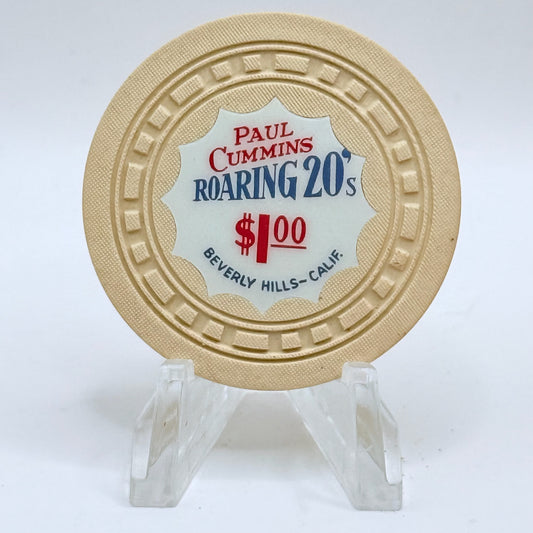 PAUL
CUMMINS
ROARING 20's
$1.00
BEVERLY HILLS~CALIF.